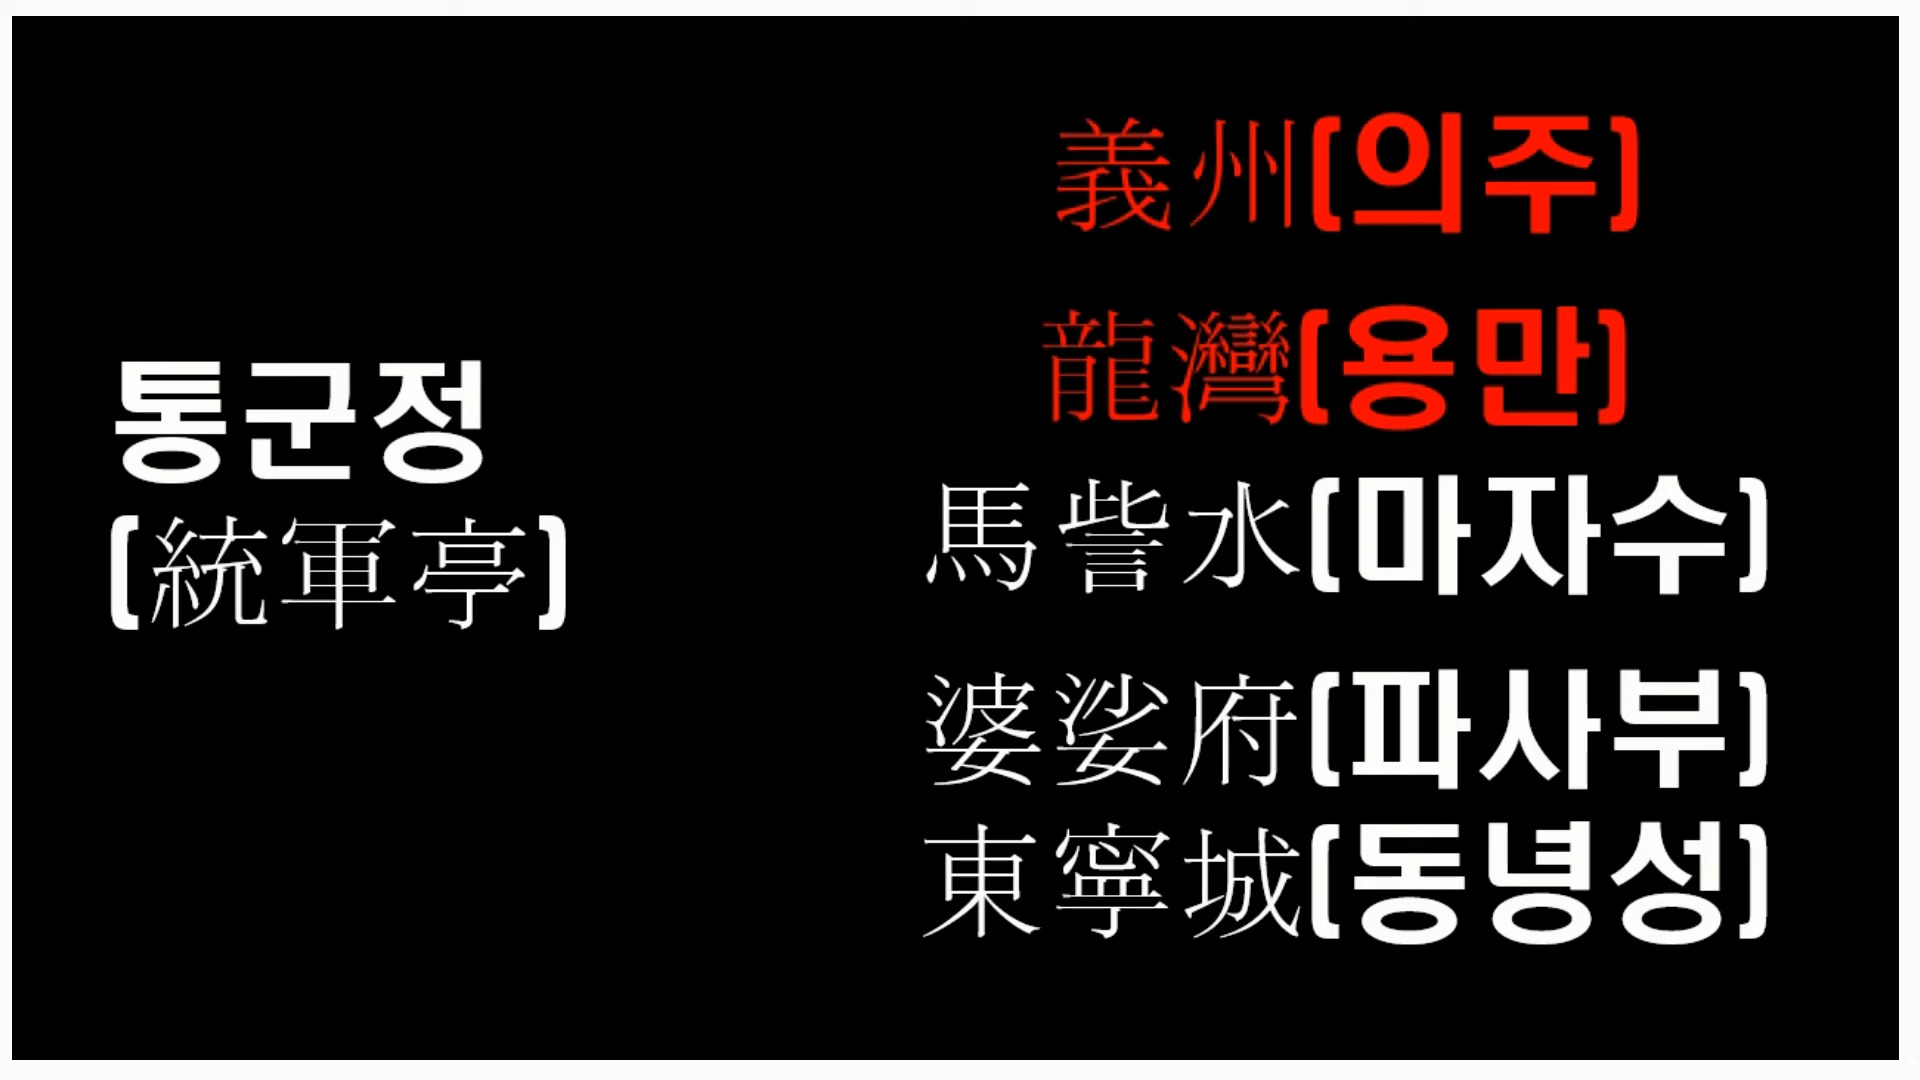 통군정
(統軍亭)
義州(의주)
龍灣(용만)
馬訾水(마자수)
婆娑府(파사부)
東寧城(동녕성)